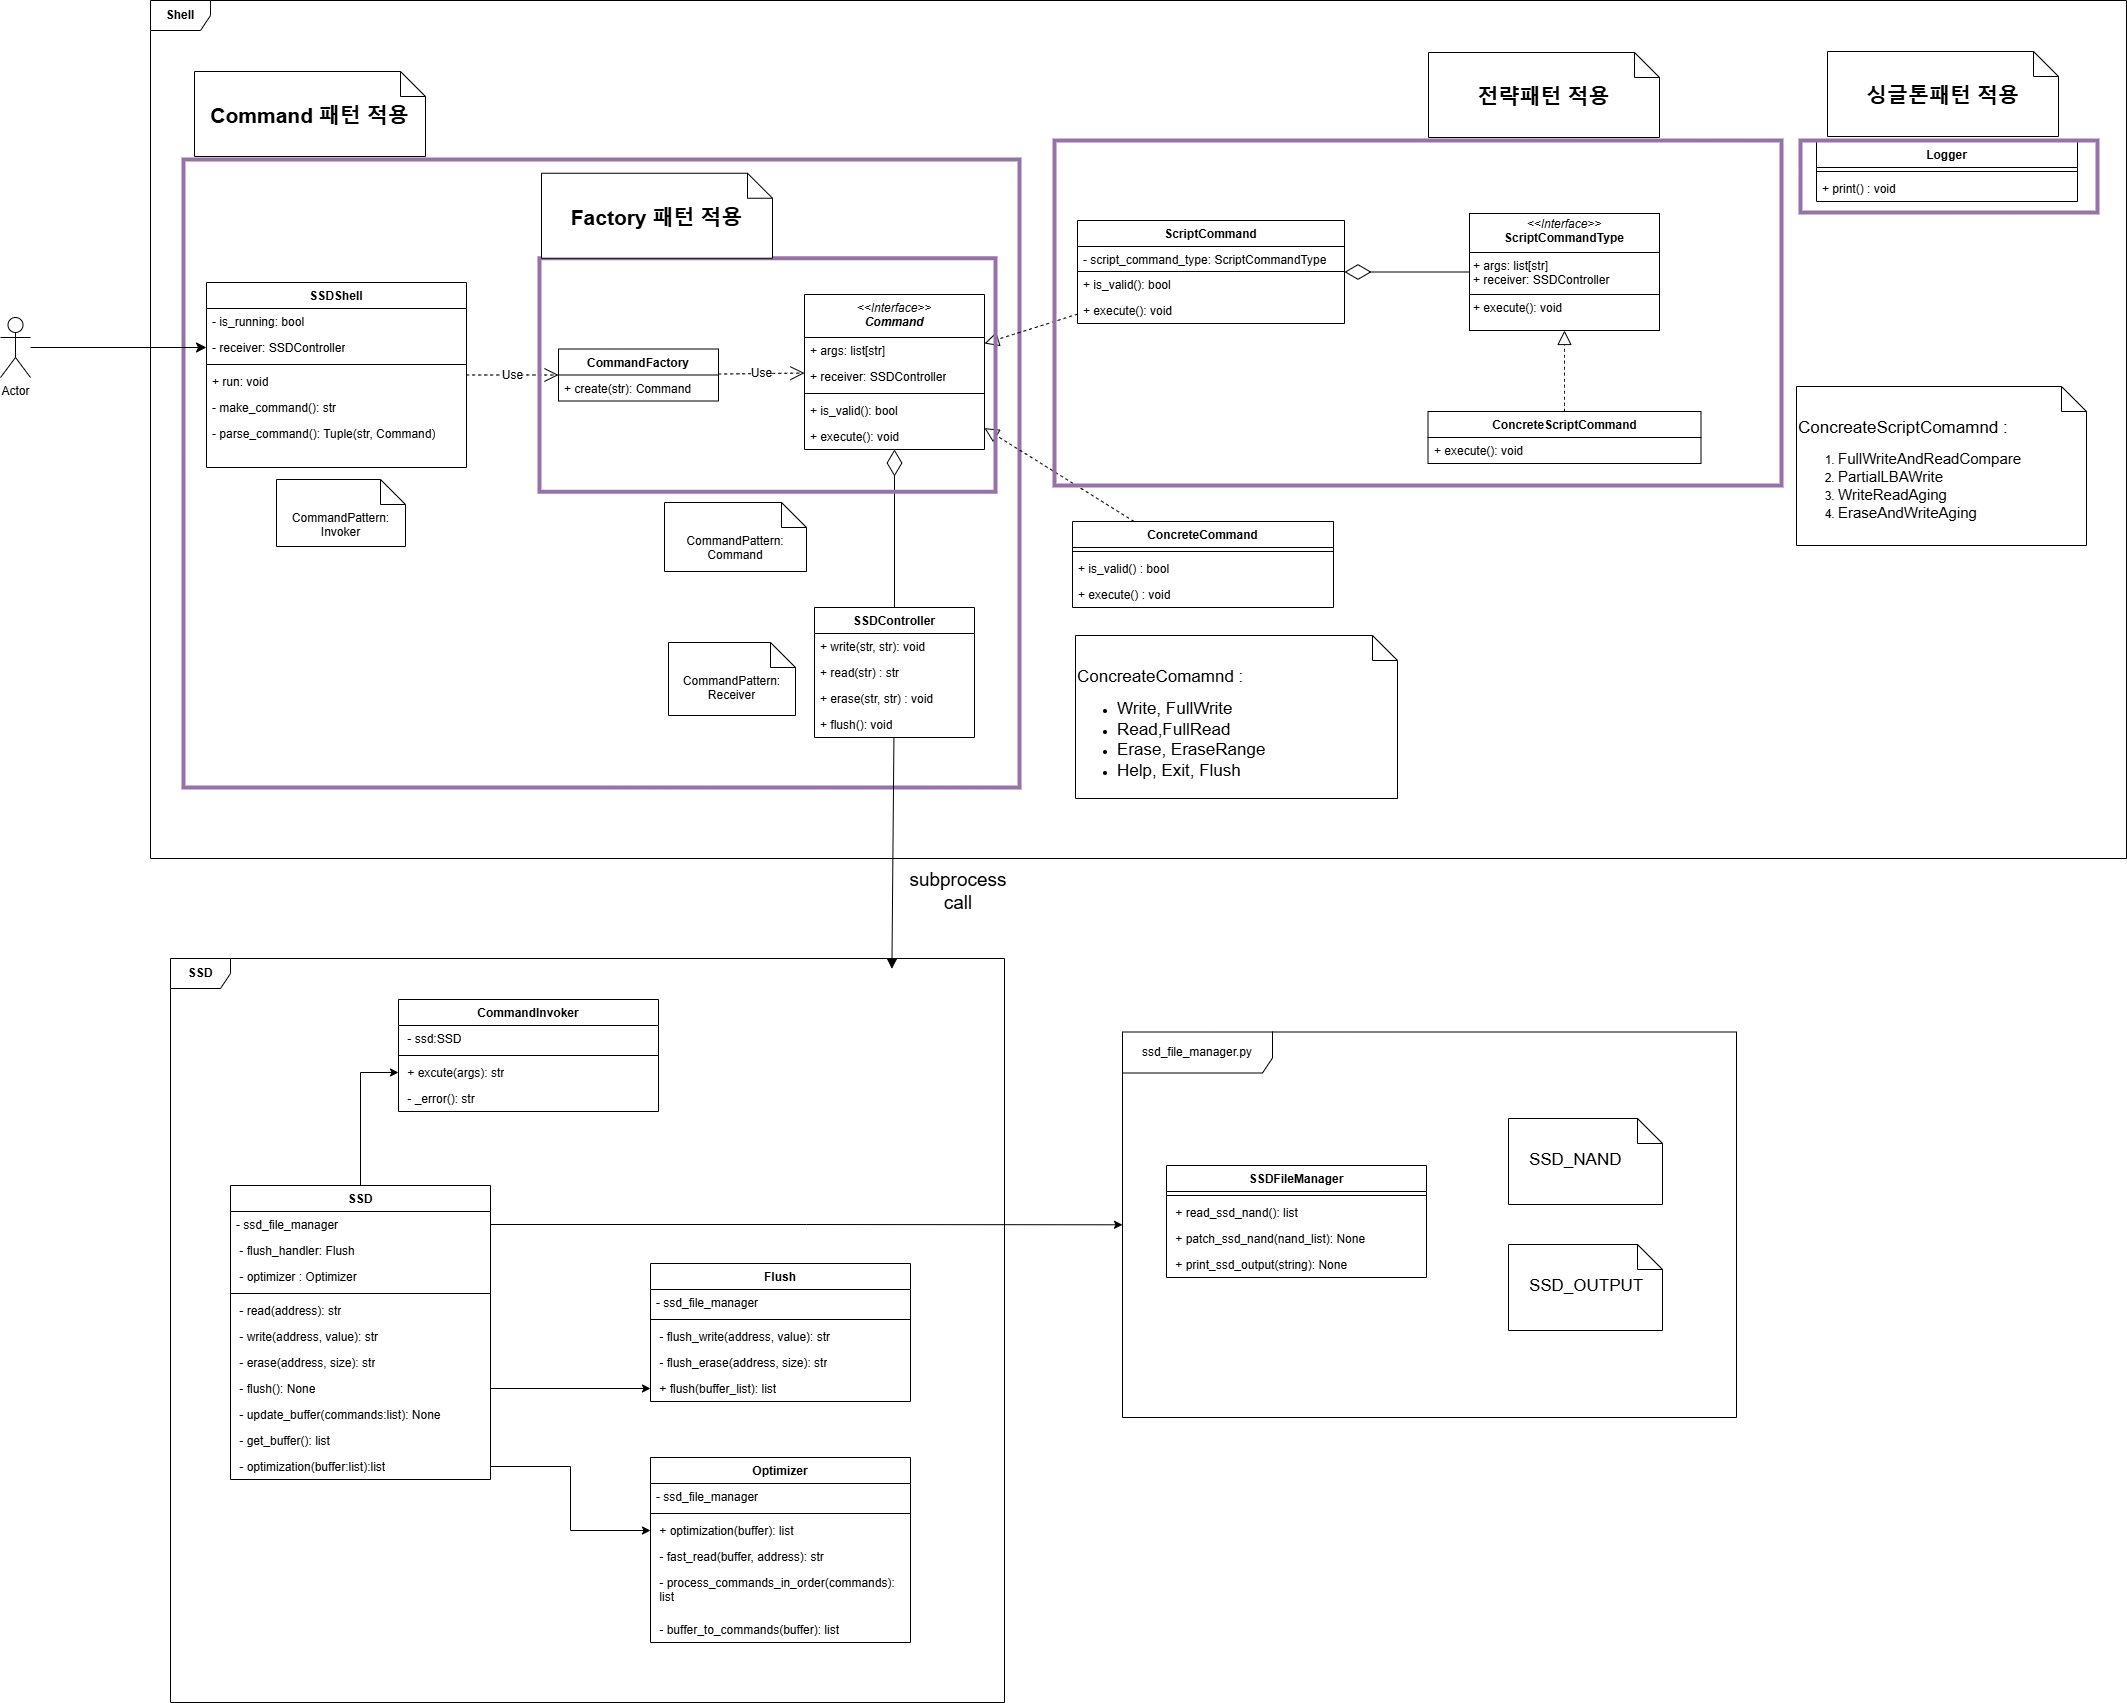 Shell
Command 패턴 적용
전략패턴 적용
싱글톤패턴 적용
Logger
+ print() : void
Factory 패턴 적용
ScriptCommand
- script_command_type: ScriptCommandType
+ is_valid(): bool
+ execute(): void
<<Interface>>
ScriptCommandType
+ args: list[str]
+ receiver: SSDController
+ execute(): void
SSDShell
- is_running: bool
- receiver: SSDController
+ run: void
- make_command(): str
- parse_command(): Tuple(str, Command)
Actor
Use
CommandFactory
+ create(str): Command
Use
<<Interface>>
Command
+ args: list[str]
+ receiver: SSDController
+ is_valid(): bool
+ execute(): void
ConcreteScriptCommand
+ execute(): void
ConcreateScriptComamnd :
1. FullWriteAndReadCompare
2. PartialLBAWrite
3. WriteReadAging
4. EraseAndWriteAging
CommandPattern:
Invoker
CommandPattern:
Command
ConcreteCommand
+ is_valid() : bool
+ execute() : void
CommandPattern:
Receiver
SSDController
+ write(str, str): void
+ read(str) : str
+ erase(str, str) : void
+ flush(): void
ConcreateComamnd :
• Write, FullWrite
• Read,FullRead
• Erase, EraseRange
• Help, Exit, Flush
subprocess
call
SSD
CommandInvoker
- ssd:SSD
+ excute(args): str
- _error(): str
SSD
- ssd_file_manager
- flush_handler: Flush
- optimizer : Optimizer
- read(address): str
- write(address, value): str
- erase(address, size): str
- flush(): None
- update_buffer(commands:list): None
- get_buffer(): list
- optimization(buffer:list):list
Flush
- ssd_file_manager
- flush_write(address, value): str
- flush_erase(address, size): str
+ flush(buffer_list): list
Optimizer
- ssd_file_manager
+ optimization(buffer): list
- fast_read(buffer, address): str
- process_commands_in_order(commands):
list
- buffer_to_commands(buffer): list
ssd_file_manager.py
SSDFileManager
+ read_ssd_nand(): list
+ patch_ssd_nand(nand_list): None
+ print_ssd_output(string): None
SSD_NAND
SSD_OUTPUT